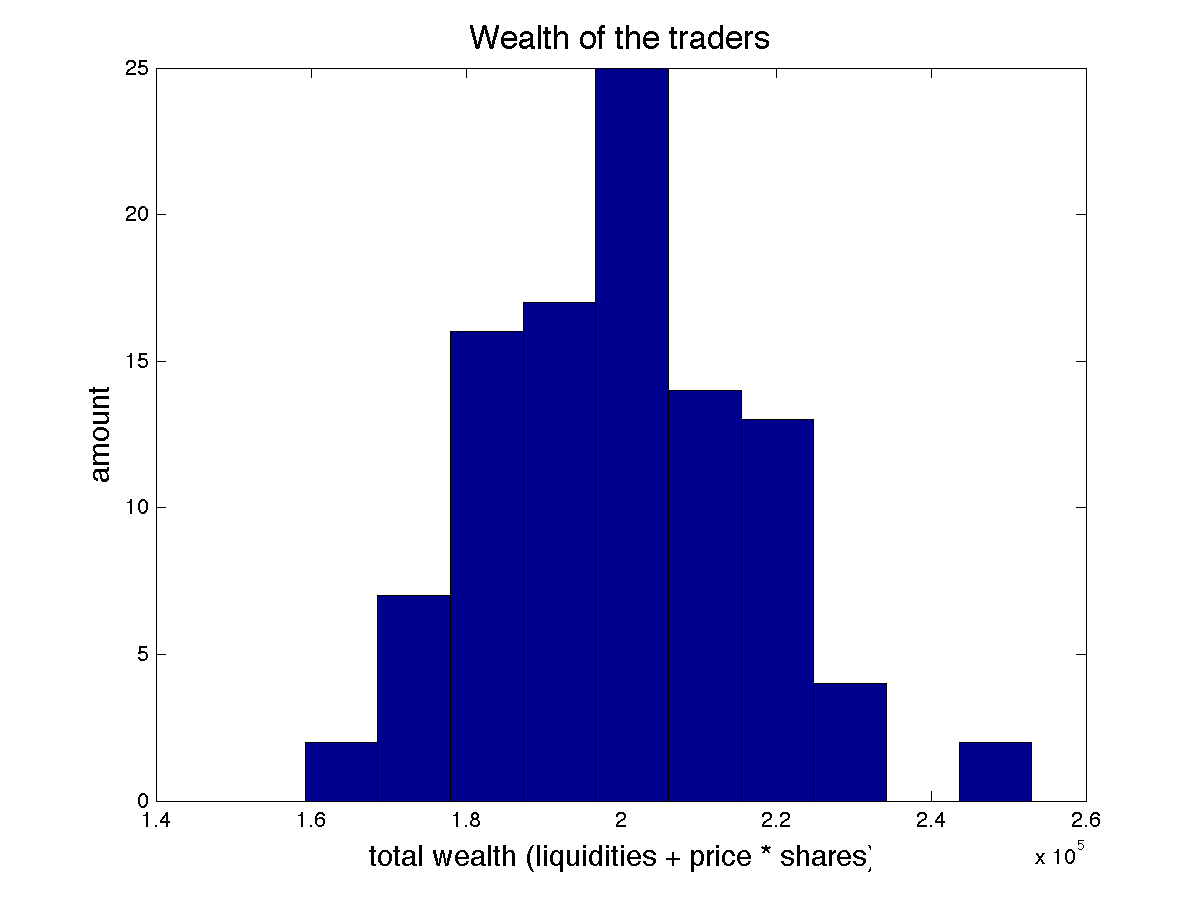 Wealth of the traders
25
20
15
10
5
0
amount
1.4 1.6 1.8 2 2.2 2.4 2.6
x 10^5
total wealth (liquidities + price * shares)